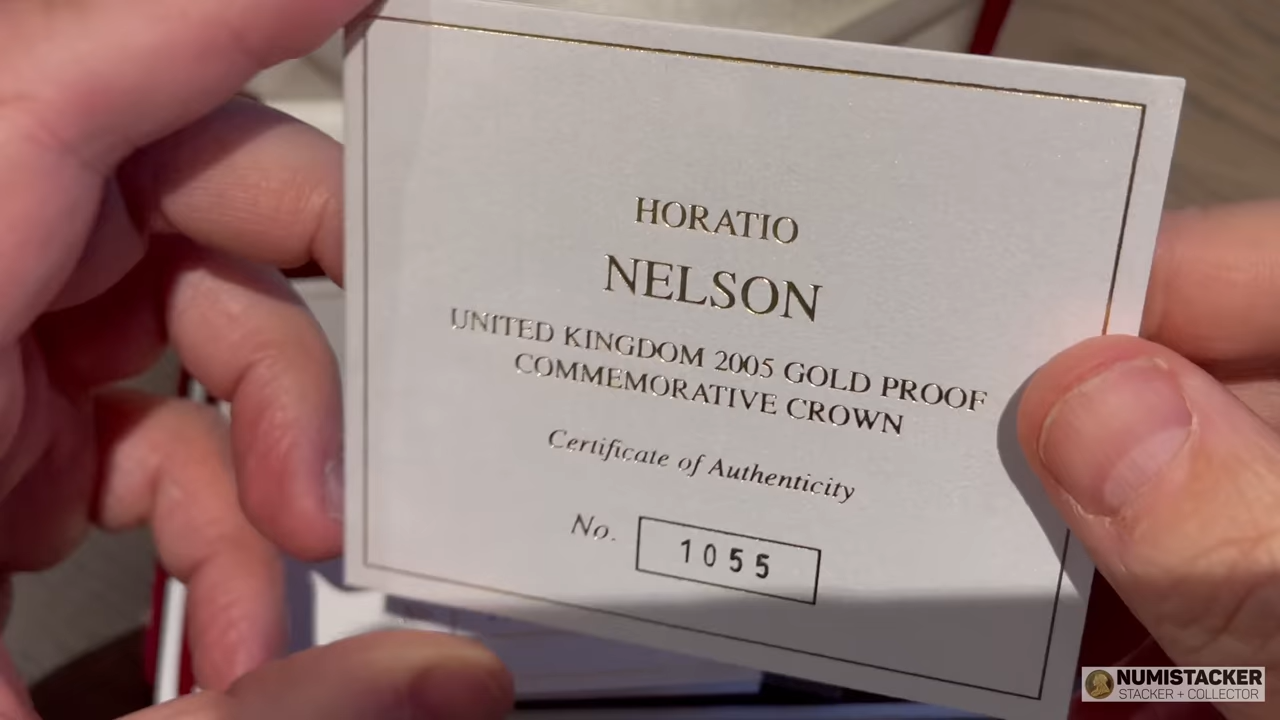 HORATIO
NELSON
UNITED KINGDOM 2005 GOLD PROOF
COMMEMORATIVE CROWN
Certificate of Authenticity
No. 1055
NUMISTACKER
STACKER + COLLECTOR